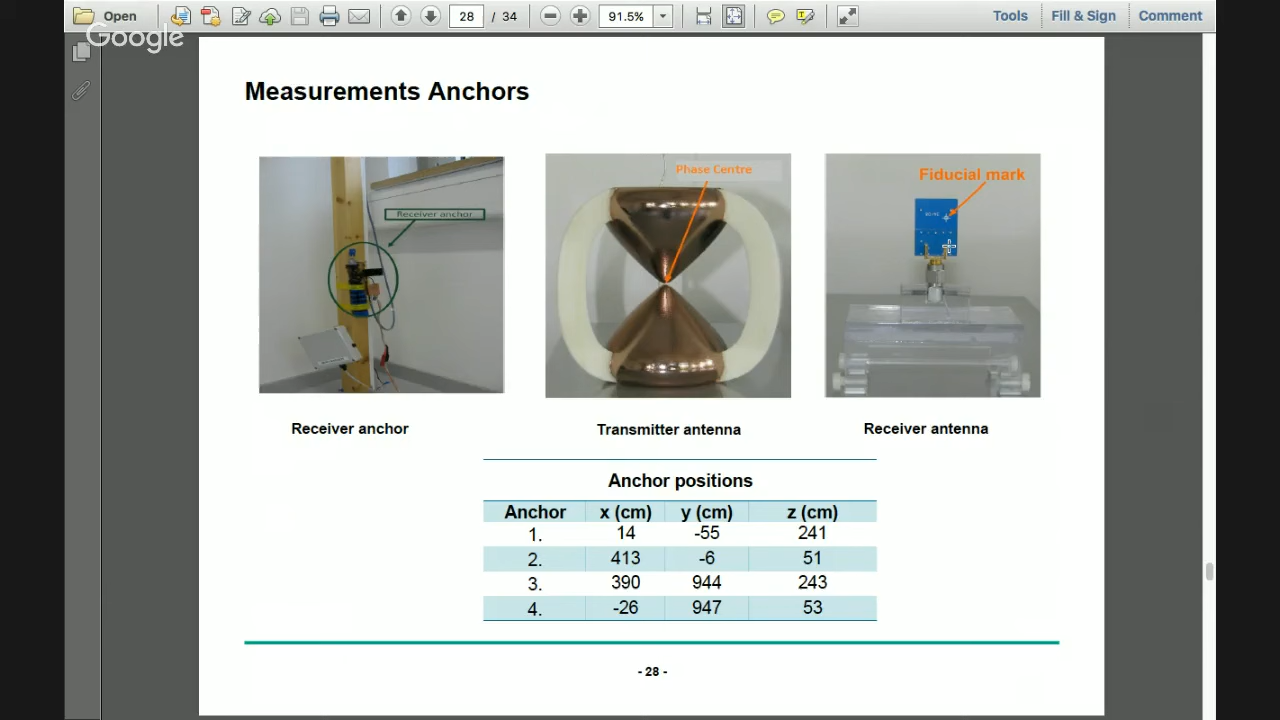 Open
28 / 34
91.5%
Tools
Fill & Sign
Comment
Google
Measurements Anchors
Receiver anchor
Phase Centre
Fiducial mark
Receiver anchor
Transmitter antenna
Receiver antenna
Anchor positions
Anchor x (cm) y (cm) z (cm)
1. 14 -55 241
2. 413 -6 51
3. 390 944 243
4. -26 947 53
- 28 -